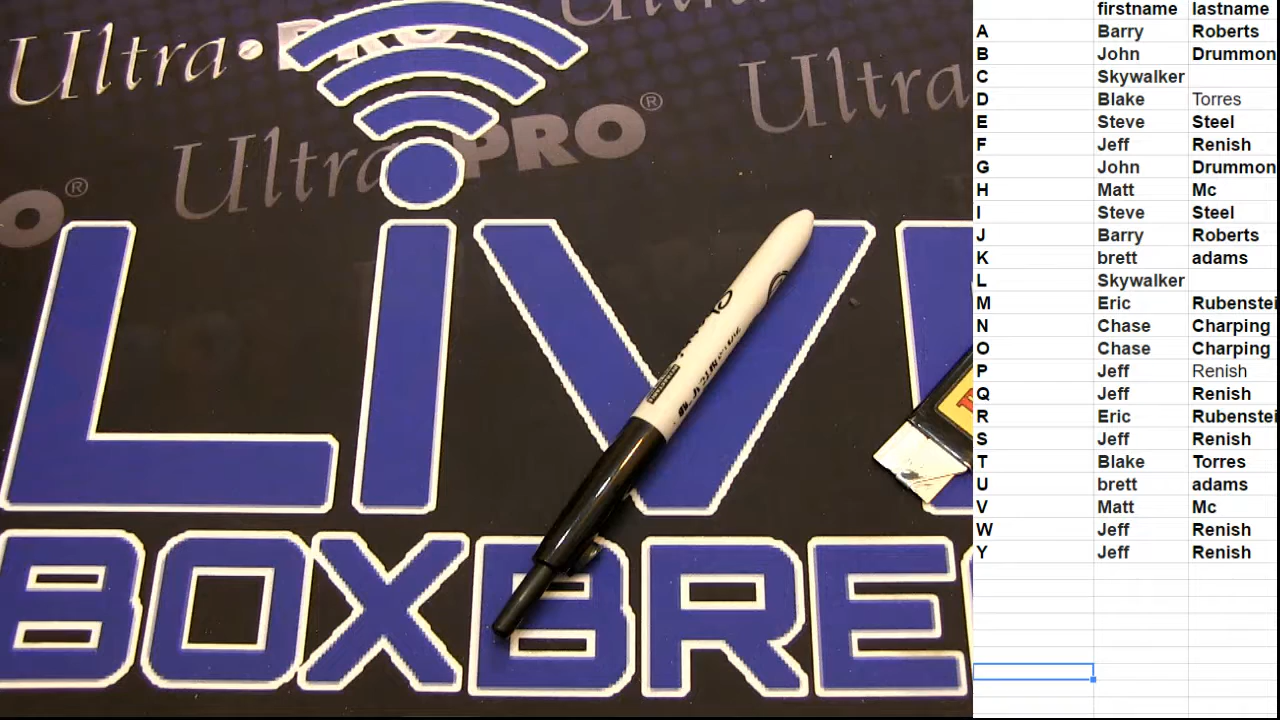 Ultra PRO
Ultra
Ultra PRO®
Ultra
O®
LiV
BOXBRE
firstname lastname
A Barry Roberts
B John Drummon
C Skywalker
D Blake Torres
E Steve Steel
F Jeff Renish
G John Drummon
H Matt Mc
I Steve Steel
J Barry Roberts
K brett adams
L Skywalker
M Eric Rubenstei
N Chase Charping
O Chase Charping
P Jeff Renish
Q Jeff Renish
R Eric Rubenstei
S Jeff Renish
T Blake Torres
U brett adams
V Matt Mc
W Jeff Renish
Y Jeff Renish